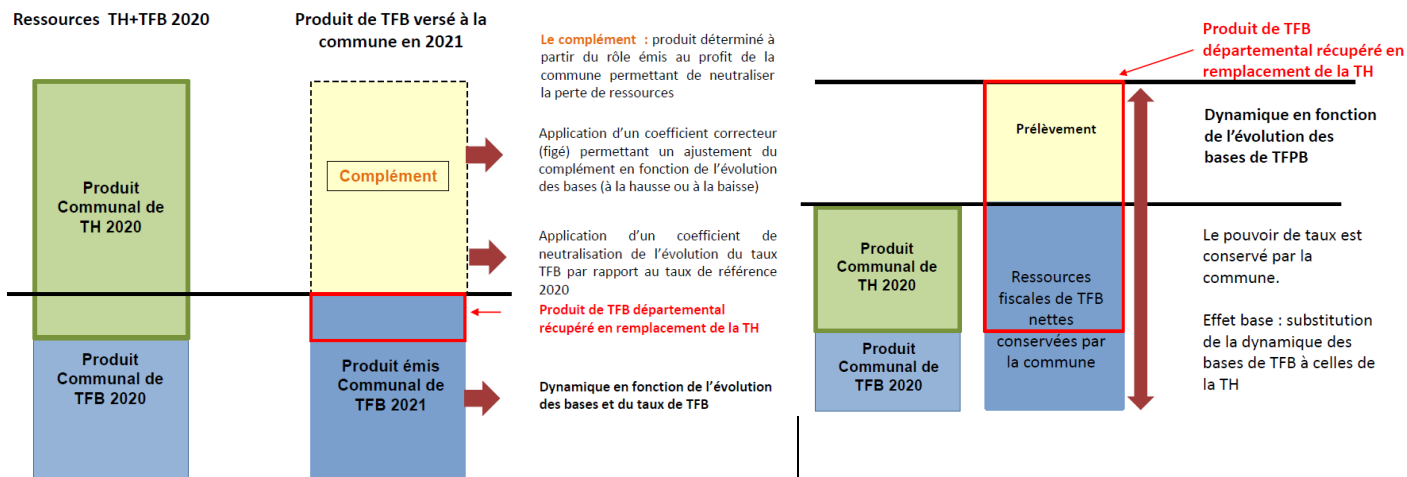 Ressources TH+TFB 2020
Produit de TFB versé à la
commune en 2021
Produit
Communal de
TH 2020
Produit
Communal de
TFB 2020
Complément
Produit émis
Communal de
TFB 2021
Le complément : produit déterminé à
partir du rôle émis au profit de la
commune permettant de neutraliser
la perte de ressources
Application d'un coefficient correcteur
(figé) permettant un ajustement du
complément en fonction de l'évolution
des bases (à la hausse ou à la baisse)
Application d'un coefficient de
neutralisation de l'évolution du taux
TFB par rapport au taux de référence
2020
Produit de TFB départemental
récupéré en remplacement de la TH
Dynamique en fonction de l'évolution
des bases et du taux de TFB
Produit
Communal de
TH 2020
Produit
Communal de
TFB 2020
Prélèvement
Ressources
fiscales de TFB
nettes
conservées par
la commune
Produit de TFB
départemental récupéré en
remplacement de la TH
Dynamique en fonction
de l'évolution des
bases de TFPB
Le pouvoir de taux est
conservé par la
commune.
Effet base : substitution
de la dynamique des
bases de TFB à celles de
la TH